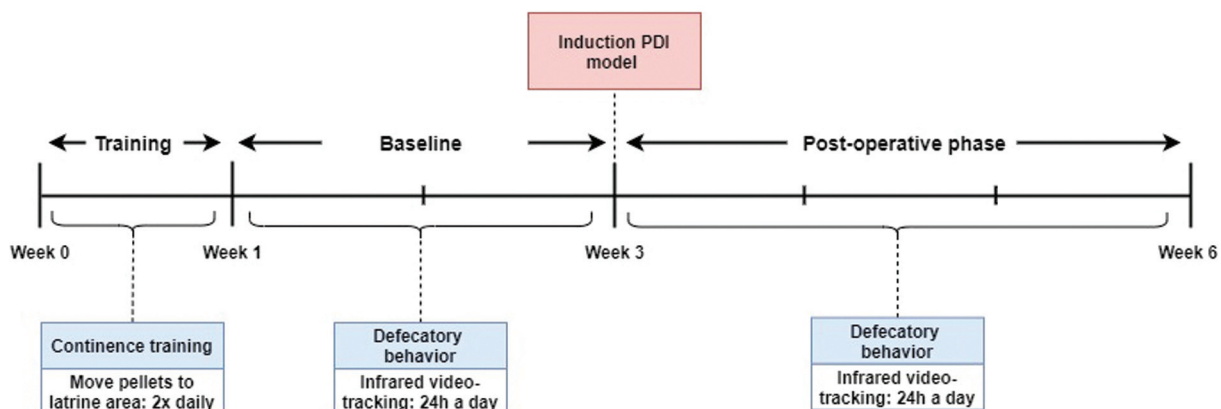 Induction PDI
model
Training
Baseline
Post-operative phase
Week 0
Week 1
Week 3
Week 6
Continence training
Move pellets to
latrine area: 2x daily
Defecatory
behavior
Infrared video-
tracking: 24h a day
Defecatory
behavior
Infrared video-
tracking: 24h a day